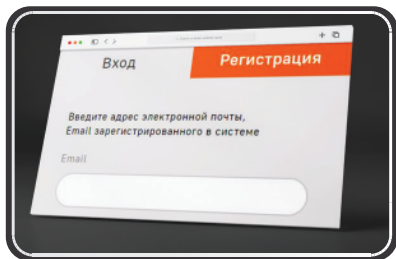 Вход
Регистрация
Введите адрес электронной почты,
Email зарегистрированного в системе
Email